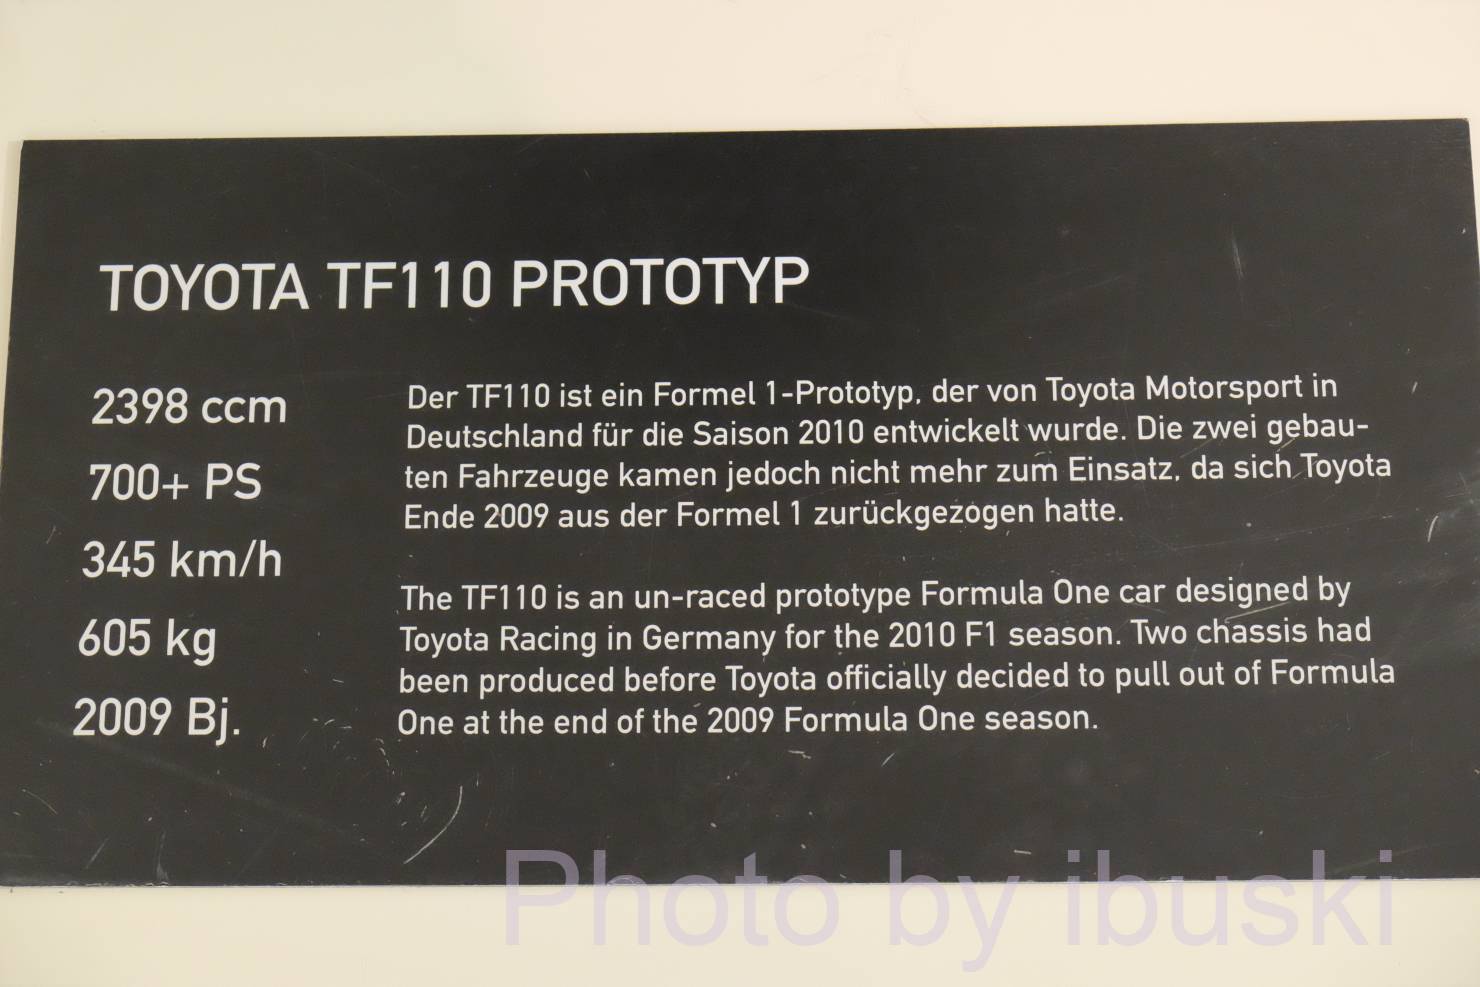 TOYOTA TF110 PROTOTYP
2398 ccm
700+ PS
345 km/h
605 kg
2009 Bj.
Der TF110 ist ein Formel 1-Prototyp, der von Toyota Motorsport in
Deutschland für die Saison 2010 entwickelt wurde. Die zwei gebau-
ten Fahrzeuge kamen jedoch nicht mehr zum Einsatz, da sich Toyota
Ende 2009 aus der Formel 1 zurückgezogen hatte.
The TF110 is an un-raced prototype Formula One car designed by
Toyota Racing in Germany for the 2010 F1 season. Two chassis had
been produced before Toyota officially decided to pull out of Formula
One at the end of the 2009 Formula One season.
Photo by ibuski